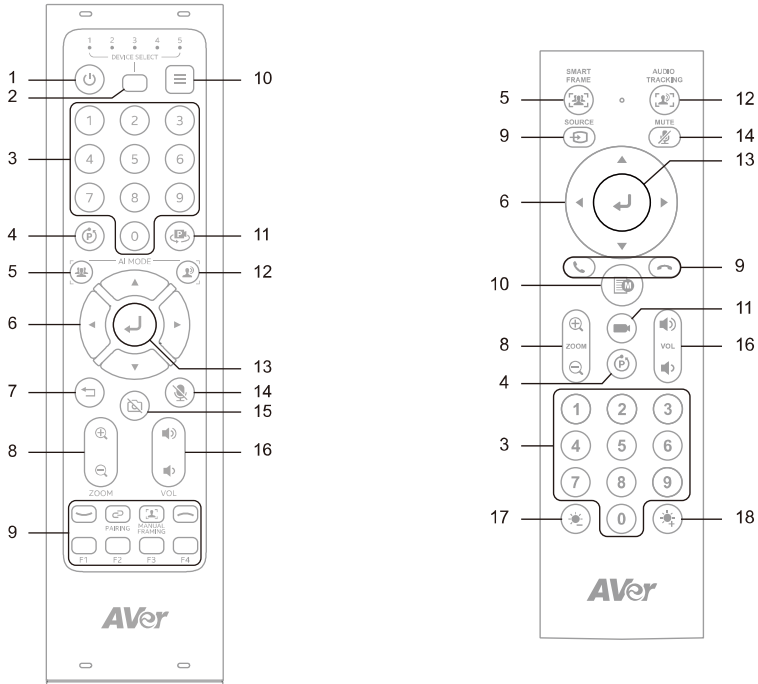 1 2 3 4 5
DEVICE SELECT
1
2
10
1 2 3
3
4 5 6
7 8 9
4
P
0
P
11
AI MODE
5
12
6
13
7
14
15
8
16
ZOOM
VOL
9
PAIRING
MANUAL
FRAMING
F1 F2 F3 F4
AVer
SMART
FRAME
AUDIO
TRACKING
5
12
SOURCE
MUTE
9
14
13
6
9
10
M
11
8
ZOOM
VOL
16
4
P
1 2 3
3
4 5 6
7 8 9
17
0
18
AVer